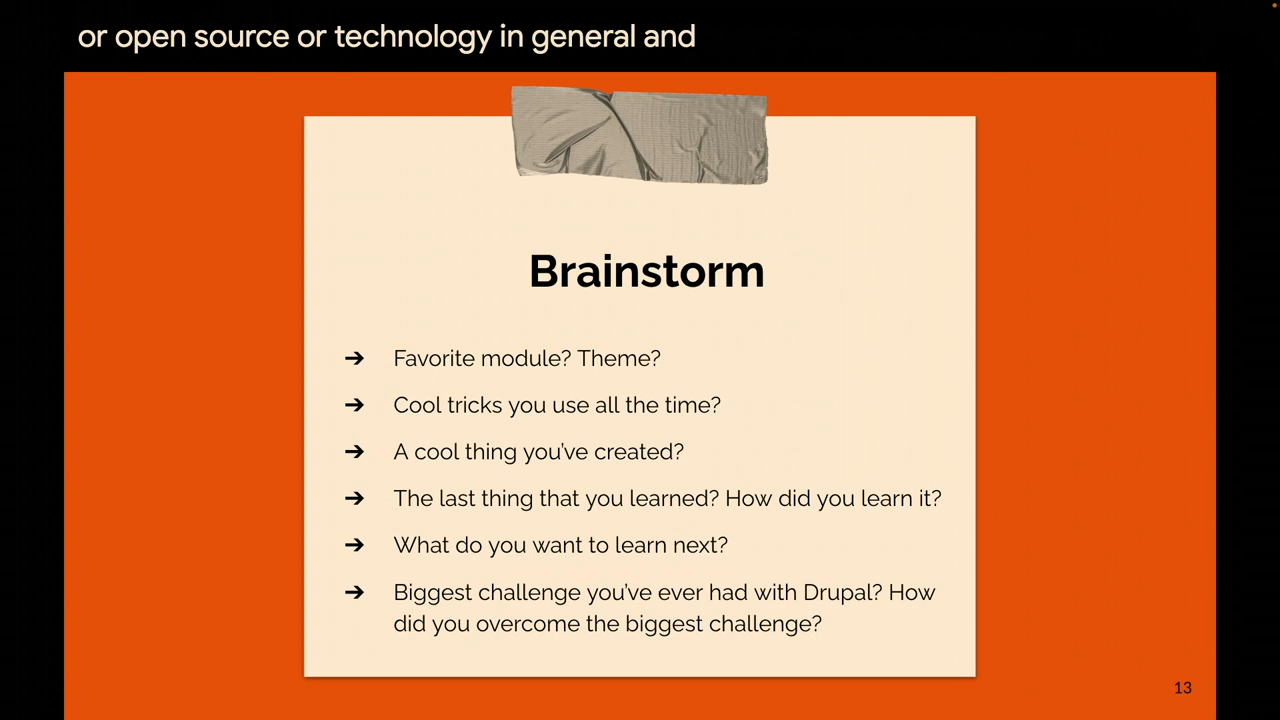 or open source or technology in general and
Brainstorm
➔ Favorite module? Theme?
➔ Cool tricks you use all the time?
➔ A cool thing you’ve created?
➔ The last thing that you learned? How did you learn it?
➔ What do you want to learn next?
➔ Biggest challenge you’ve ever had with Drupal? How
did you overcome the biggest challenge?
13